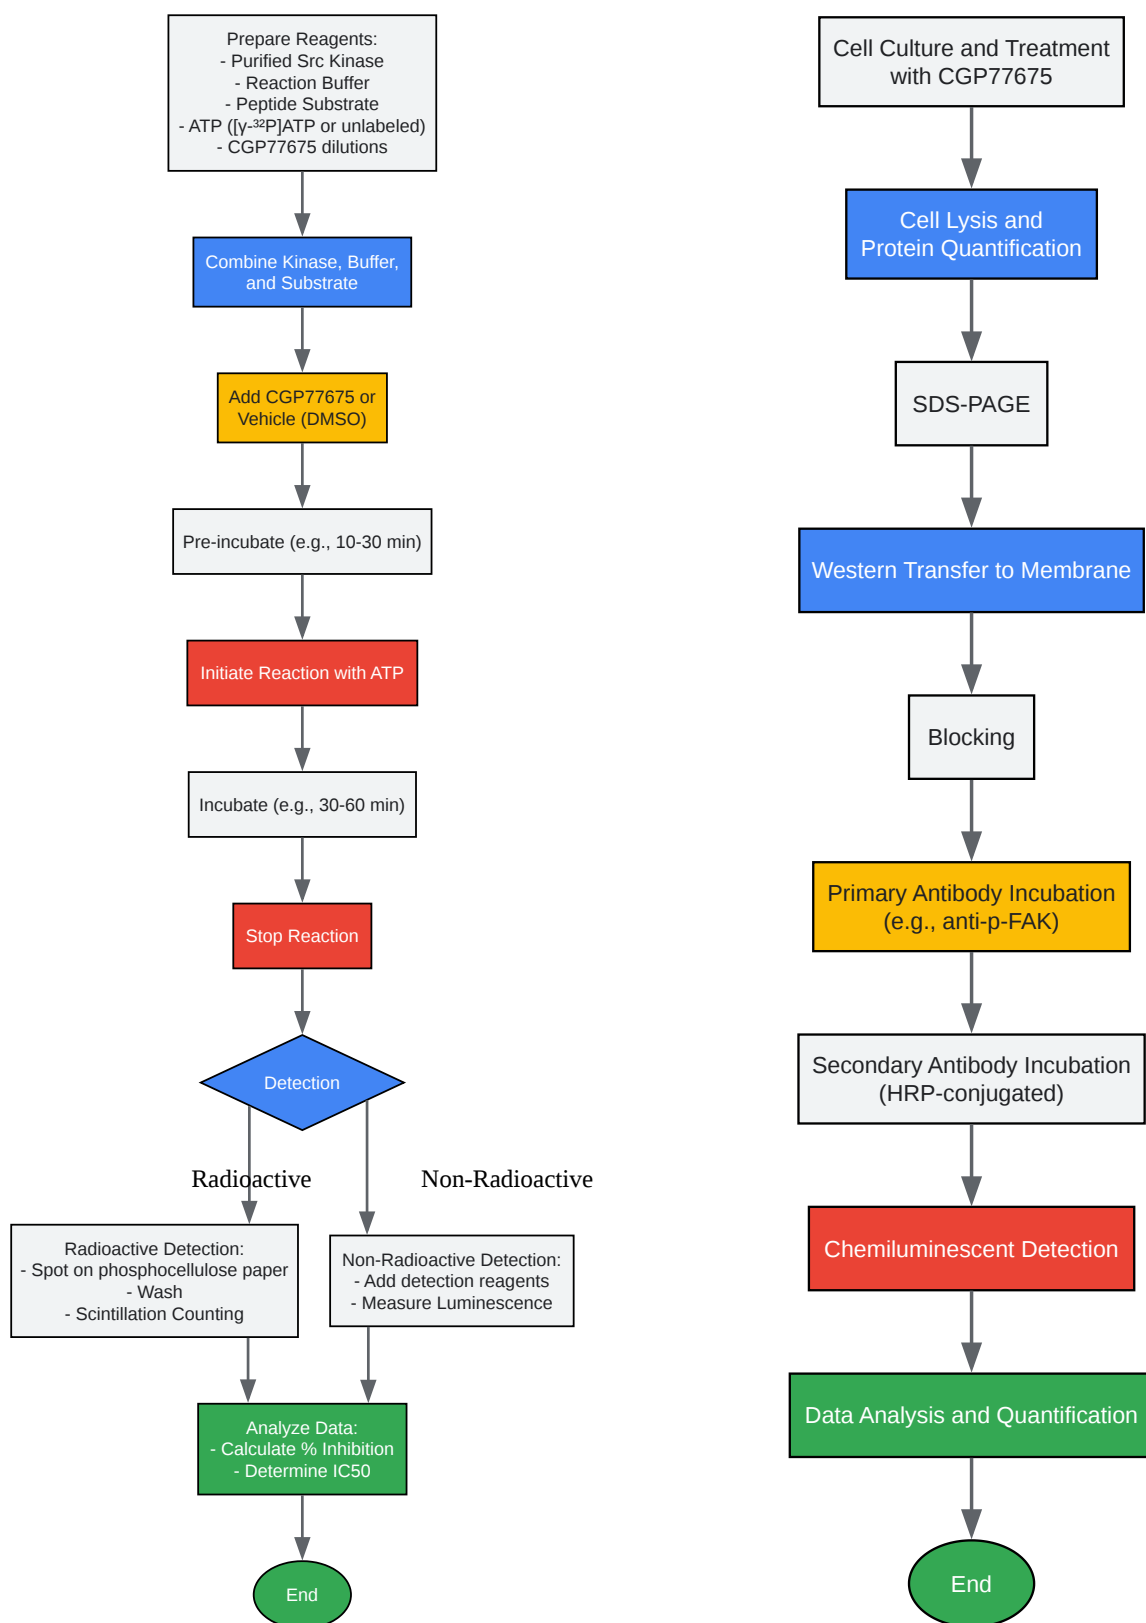 Prepare Reagents:
- Purified Src Kinase
- Reaction Buffer
- Peptide Substrate
- ATP ([γ-³²P]ATP or unlabeled)
- CGP77675 dilutions
Combine Kinase, Buffer,
and Substrate
Add CGP77675 or
Vehicle (DMSO)
Pre-incubate (e.g., 10-30 min)
Initiate Reaction with ATP
Incubate (e.g., 30-60 min)
Stop Reaction
Detection
Radioactive
Non-Radioactive
Radioactive Detection:
- Spot on phosphocellulose paper
- Wash
- Scintillation Counting
Non-Radioactive Detection:
- Add detection reagents
- Measure Luminescence
Analyze Data:
- Calculate % Inhibition
- Determine IC50
End
Cell Culture and Treatment
with CGP77675
Cell Lysis and
Protein Quantification
SDS-PAGE
Western Transfer to Membrane
Blocking
Primary Antibody Incubation
(e.g., anti-p-FAK)
Secondary Antibody Incubation
(HRP-conjugated)
Chemiluminescent Detection
Data Analysis and Quantification
End